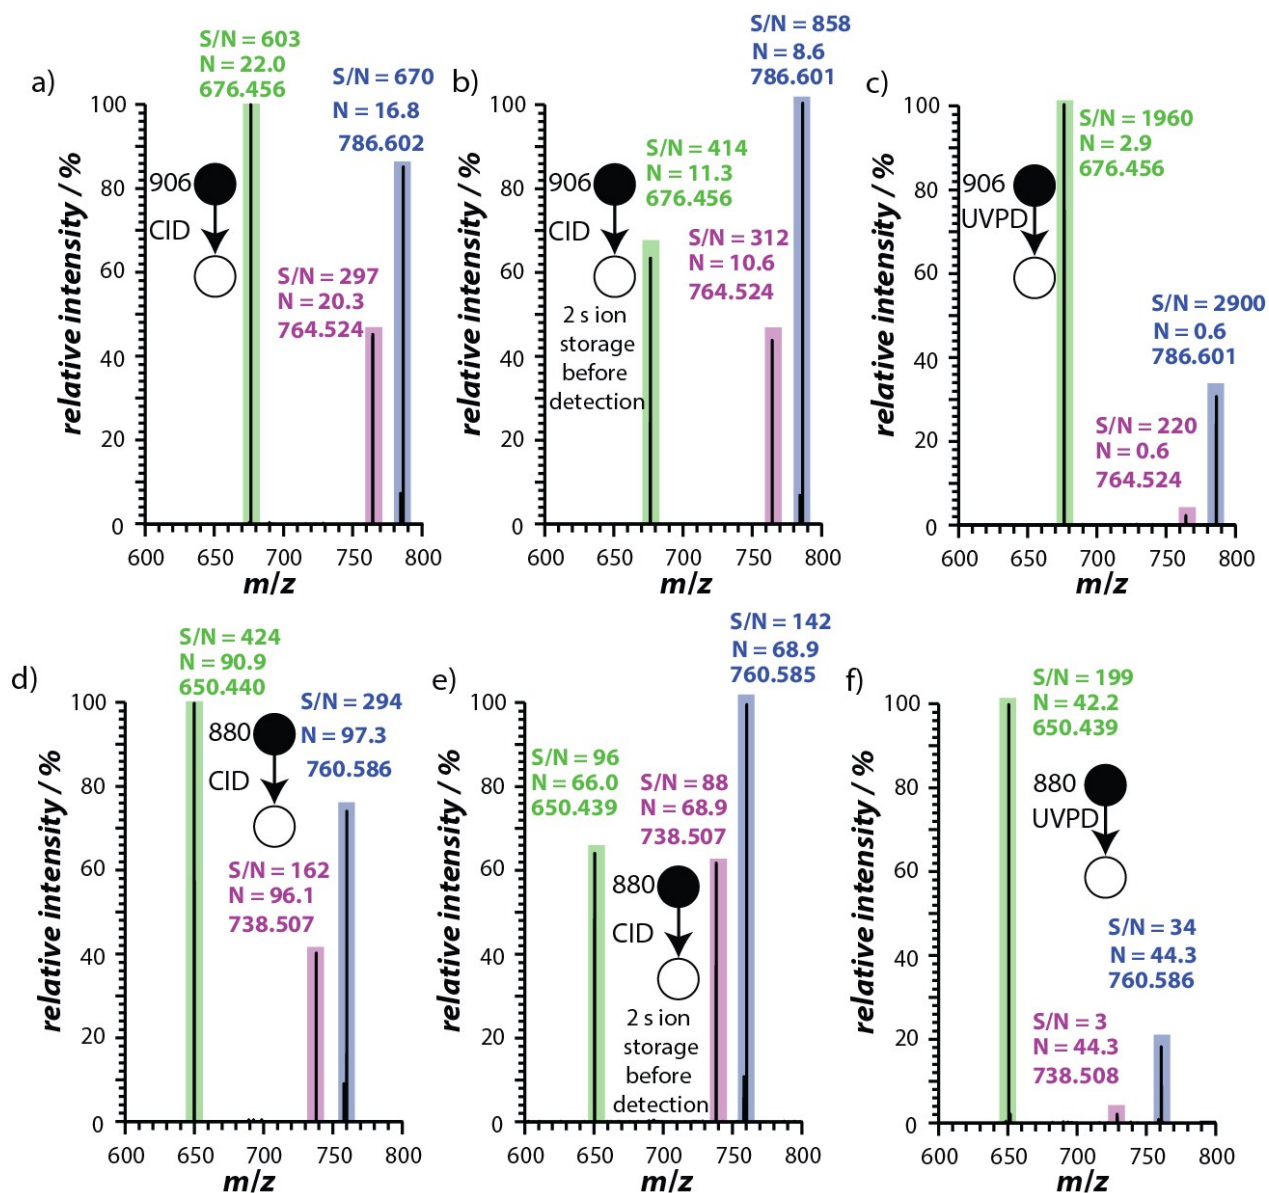 a)
S/N = 603
N = 22.0
676.456
S/N = 670
N = 16.8
786.602
S/N = 297
N = 20.3
764.524
906
CID
relative intensity / %
100
80
60
40
20
0
600
650
700
750
800
m/z
b)
S/N = 858
N = 8.6
786.601
S/N = 414
N = 11.3
676.456
S/N = 312
N = 10.6
764.524
906
CID
2 s ion
storage
before
detection
relative intensity / %
100
80
60
40
20
0
600
650
700
750
800
m/z
c)
S/N = 1960
N = 2.9
676.456
S/N = 2900
N = 0.6
786.601
S/N = 220
N = 0.6
764.524
906
UVPD
relative intensity / %
100
80
60
40
20
0
600
650
700
750
800
m/z
d)
S/N = 424
N = 90.9
650.440
S/N = 294
N = 97.3
760.586
S/N = 162
N = 96.1
738.507
880
CID
relative intensity / %
100
80
60
40
20
0
600
650
700
750
800
m/z
e)
S/N = 142
N = 68.9
760.585
S/N = 96
N = 66.0
650.439
S/N = 88
N = 68.9
738.507
880
CID
2 s ion
storage
before
detection
relative intensity / %
100
80
60
40
20
0
600
650
700
750
800
m/z
f)
S/N = 199
N = 42.2
650.439
880
UVPD
S/N = 34
N = 44.3
760.586
S/N = 3
N = 44.3
738.508
relative intensity / %
100
80
60
40
20
0
600
650
700
750
800
m/z